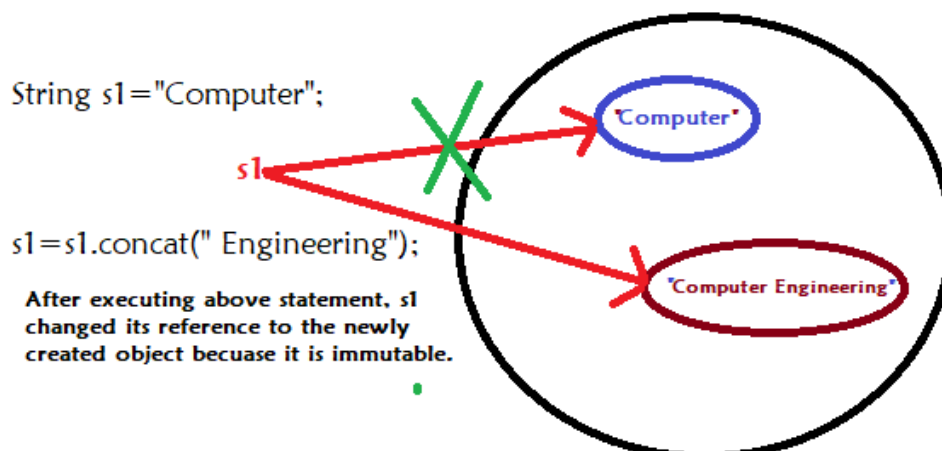 String s1="Computer";
"Computer"
s1
s1=s1.concat(" Engineering");
"Computer Engineering"
After executing above statement, s1
changed its reference to the newly
created object becuase it is immutable.